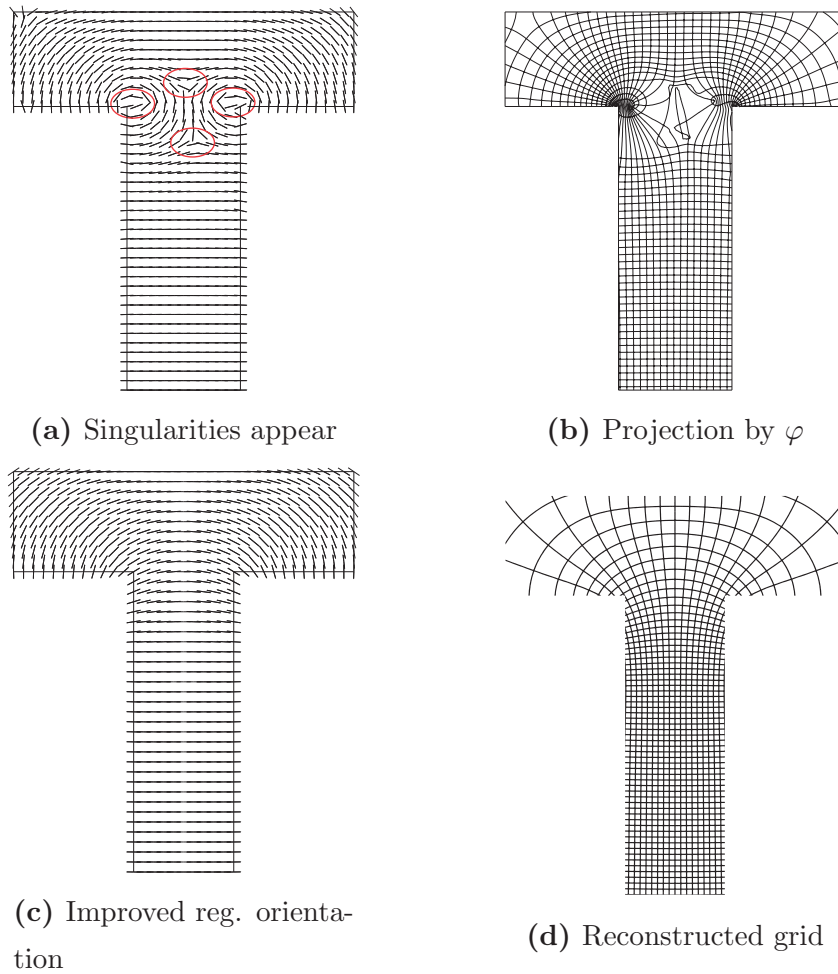 (a) Singularities appear
(b) Projection by φ
(c) Improved reg. orienta-
tion
(d) Reconstructed grid